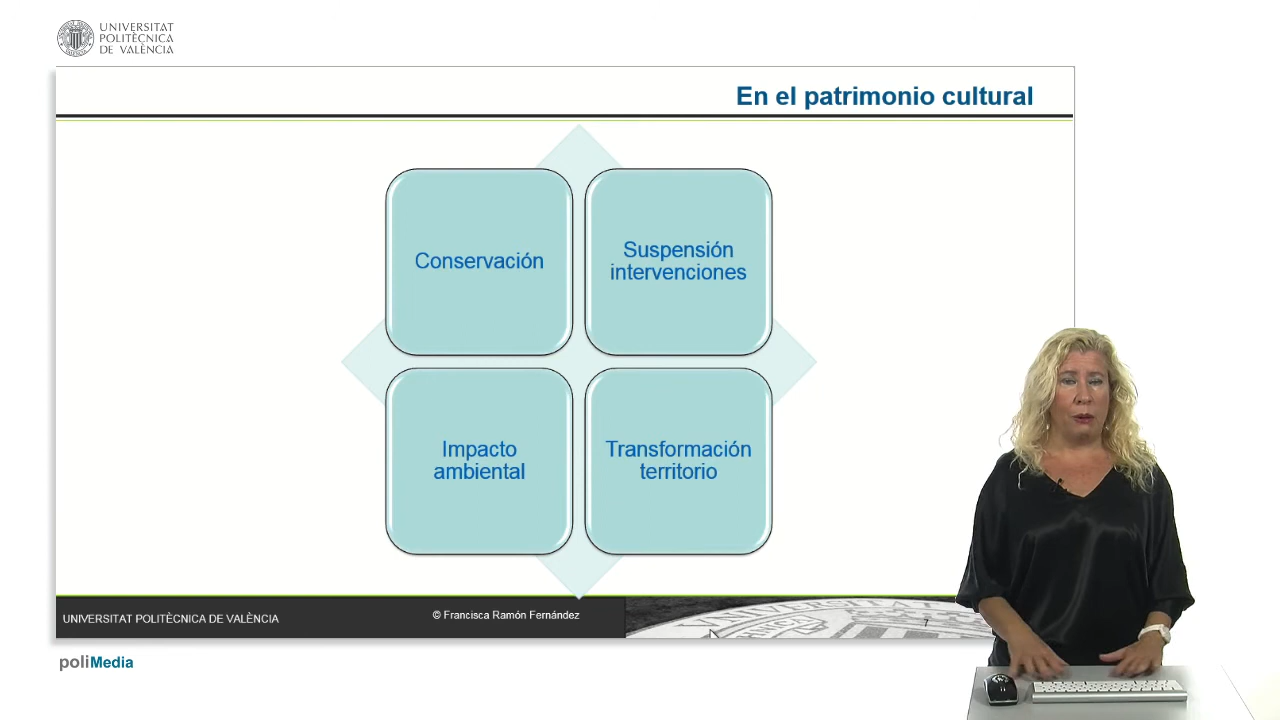 UNIVERSITAT
POLITÈCNICA
DE VALÈNCIA
En el patrimonio cultural
Conservación
Suspensión
intervenciones
Impacto
ambiental
Transformación
territorio
UNIVERSITAT POLITÈCNICA DE VALÈNCIA
© Francisca Ramón Fernández
7
poliMedia